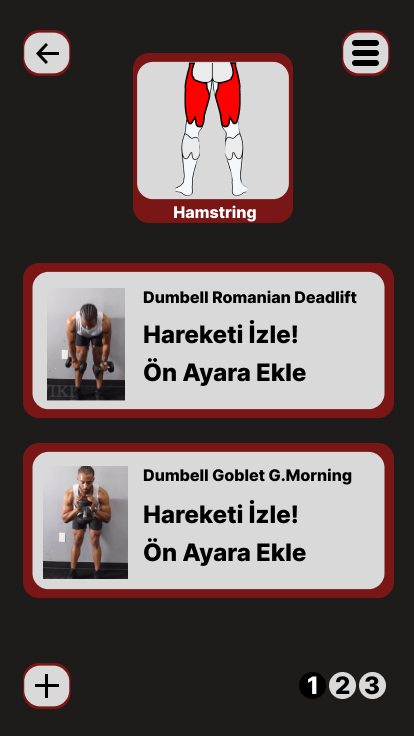 Hamstring
Dumbell Romanian Deadlift
Hareketi İzle!
Ön Ayara Ekle
Dumbell Goblet G.Morning
Hareketi İzle!
Ön Ayara Ekle
1 2 3